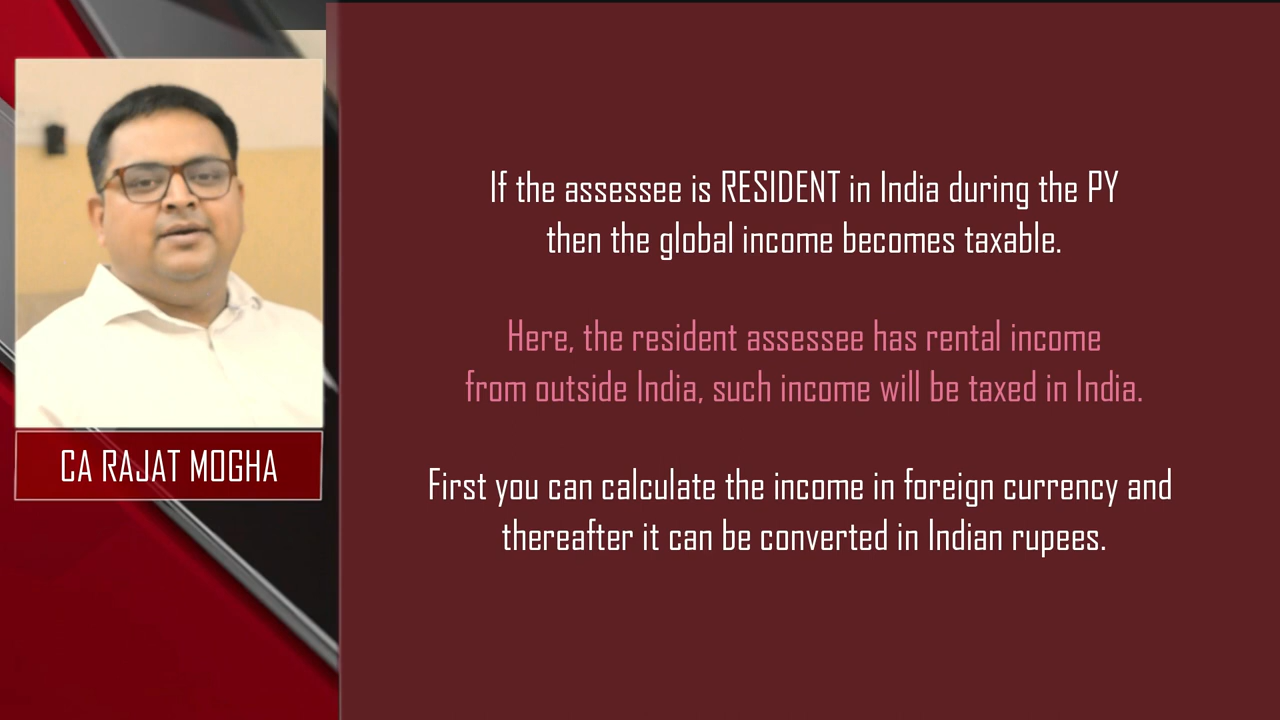 CA RAJAT MOGHA
If the assessee is RESIDENT in India during the PY
then the global income becomes taxable.
Here, the resident assessee has rental income
from outside India, such income will be taxed in India.
First you can calculate the income in foreign currency and
thereafter it can be converted in Indian rupees.